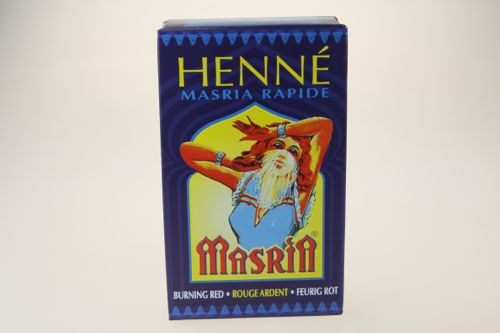 HENNÉ
MASRIA RAPIDE
MASRIA ®
BURNING RED • ROUGE ARDENT • FEURIG ROT